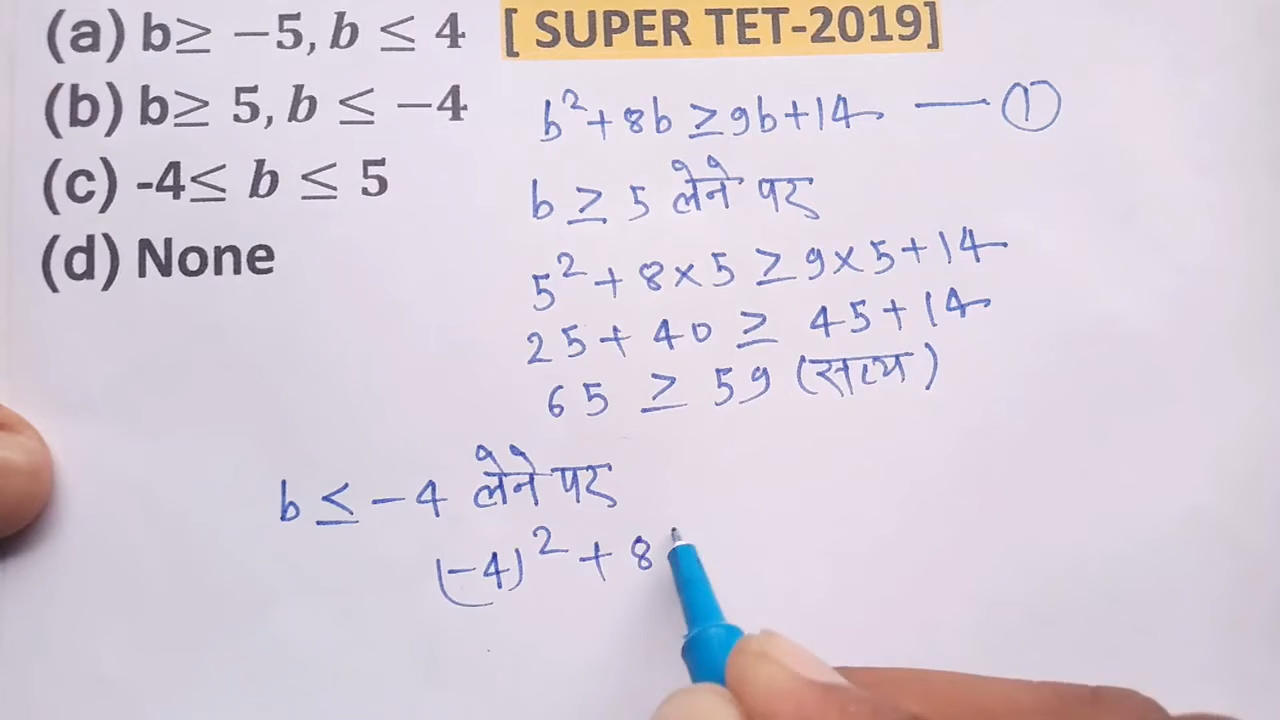 (a) b≥ −5, b ≤ 4 [ SUPER TET-2019]
(b) b≥ 5, b ≤ −4
(c) -4≤ b ≤ 5
(d) None
b² + 8b ≥ 9b + 14 — ①
b ≥ 5 लेने पर
5² + 8 × 5 ≥ 9 × 5 + 14
25 + 40 ≥ 45 + 14
65 ≥ 59 (सत्य)
b ≤ −4 लेने पर
(−4)² + 8